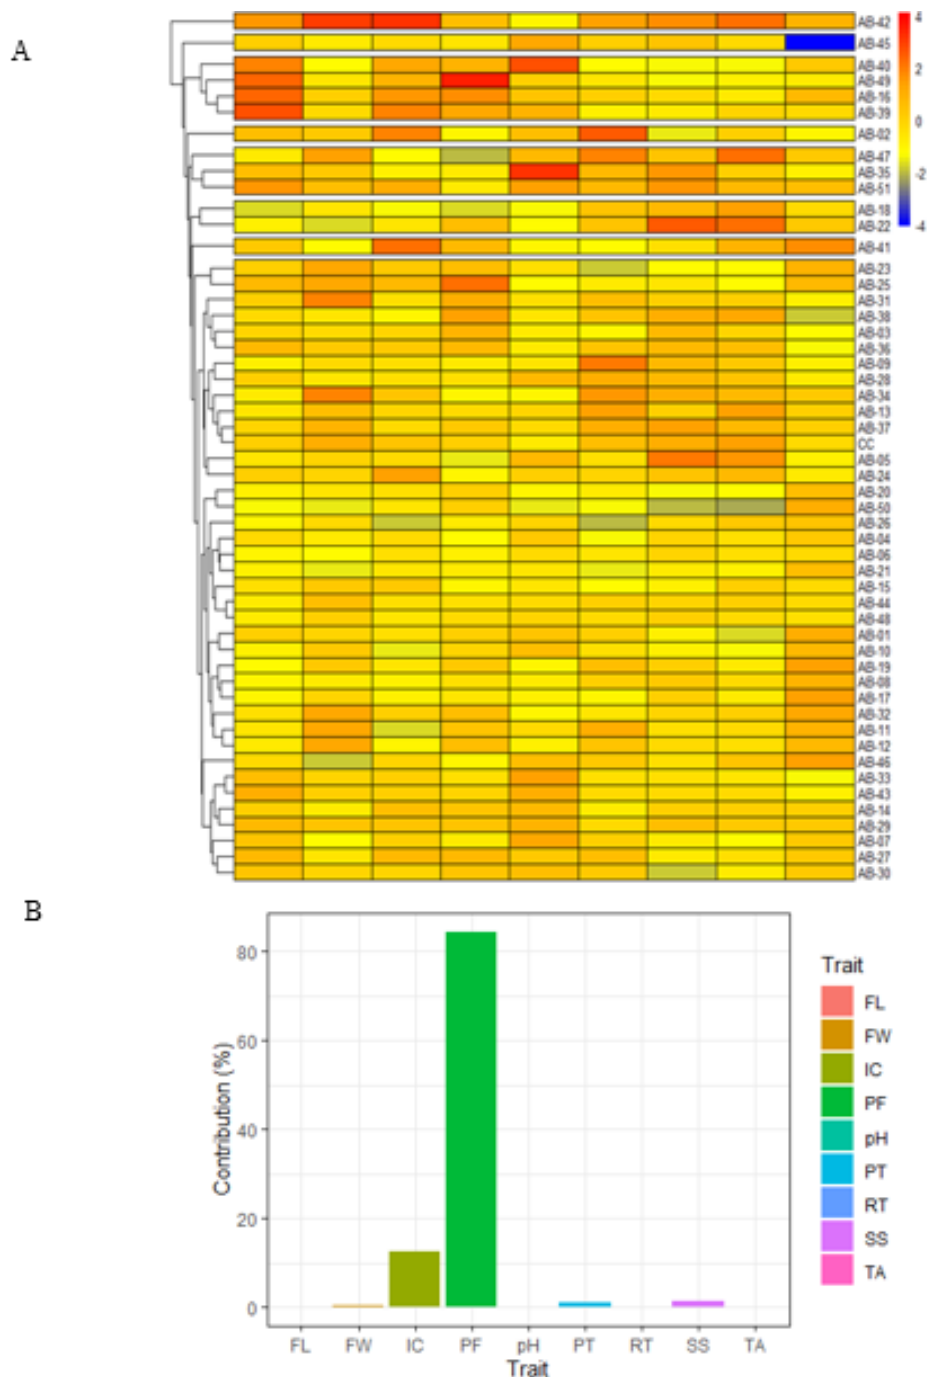 A
AB-42
AB-45
AB-40
AB-49
AB-16
AB-39
AB-02
AB-47
AB-35
AB-51
AB-18
AB-22
AB-41
AB-23
AB-25
AB-31
AB-38
AB-03
AB-36
AB-09
AB-28
AB-34
AB-13
AB-37
CC
AB-05
AB-24
AB-20
AB-50
AB-26
AB-04
AB-06
AB-21
AB-15
AB-44
AB-48
AB-01
AB-10
AB-19
AB-08
AB-17
AB-32
AB-11
AB-12
AB-46
AB-33
AB-43
AB-14
AB-29
AB-07
AB-27
AB-30
4
2
0
-2
-4
B
Contribution (%)
80
60
40
20
0
FL FW IC PF pH PT RT SS TA
Trait
Trait
FL
FW
IC
PF
pH
PT
RT
SS
TA